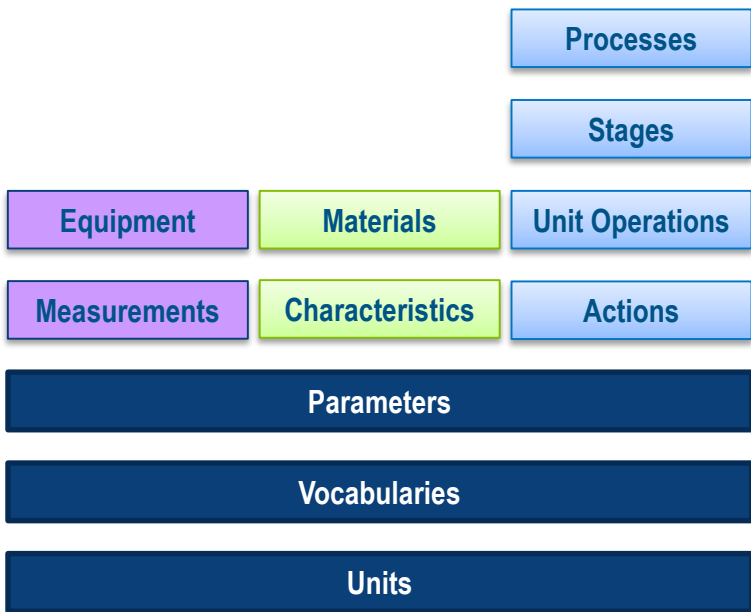 Processes
Stages
Equipment
Materials
Unit Operations
Measurements
Characteristics
Actions
Parameters
Vocabularies
Units